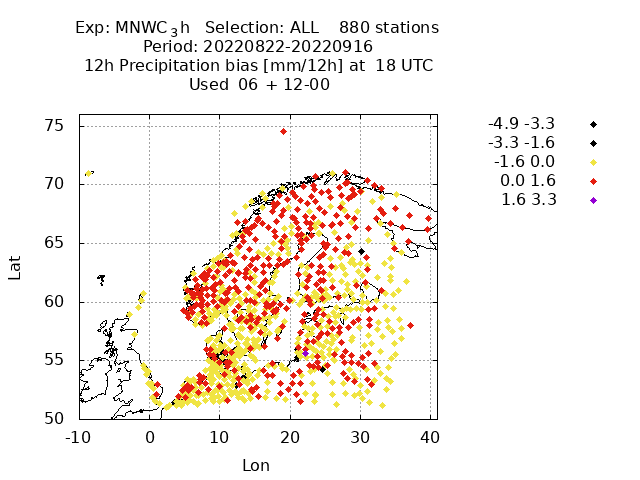 Exp: MNWC_3h   Selection: ALL    880 stations
Period: 20220822-20220916
12h Precipitation bias [mm/12h] at  18 UTC
Used  06 + 12-00
-4.9 -3.3
-3.3 -1.6
-1.6 0.0
0.0 1.6
1.6 3.3
75
70
65
60
55
50
Lat
-10 0 10 20 30 40
Lon